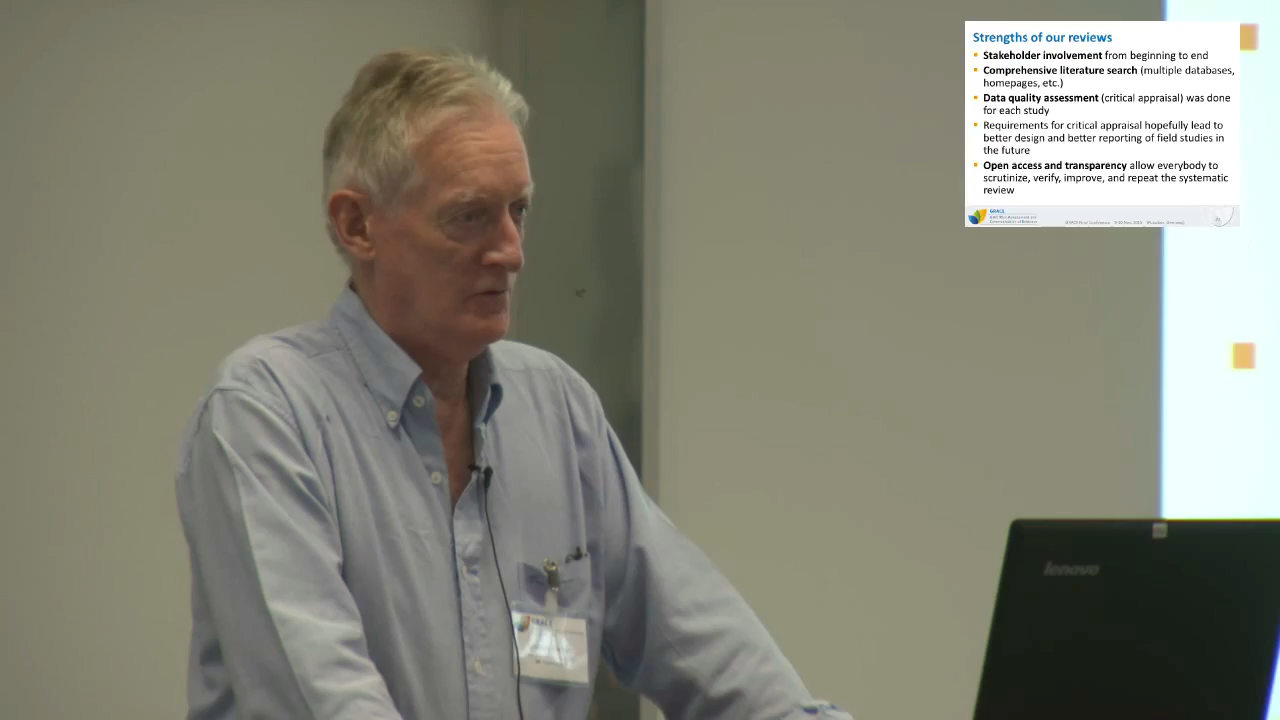 Strengths of our reviews
Stakeholder involvement from beginning to end
Comprehensive literature search (multiple databases,
homepages, etc.)
Data quality assessment (critical appraisal) was done
for each study
Requirements for critical appraisal hopefully lead to
better design and better reporting of field studies in
the future
Open access and transparency allow everybody to
scrutinize, verify, improve, and repeat the systematic
review
GRACE
lenovo
GRACE